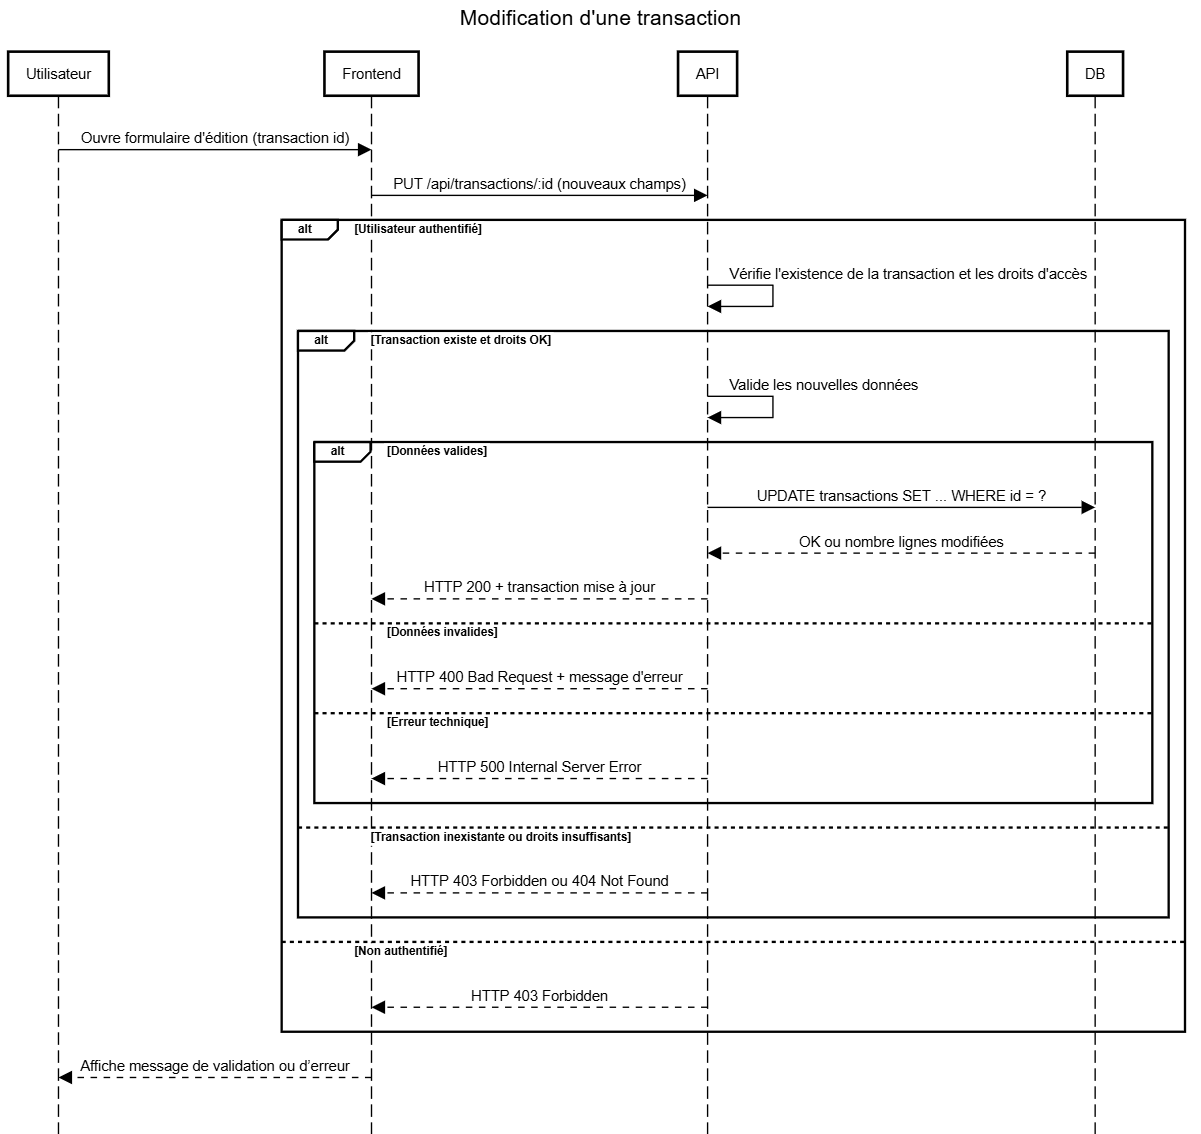 Modification d'une transaction
Utilisateur
Frontend
API
DB
Ouvre formulaire d'édition (transaction id)
PUT /api/transactions/:id (nouveaux champs)
alt
[Utilisateur authentifié]
Vérifie l'existence de la transaction et les droits d'accès
alt
[Transaction existe et droits OK]
Valide les nouvelles données
alt
[Données valides]
UPDATE transactions SET ... WHERE id = ?
OK ou nombre lignes modifiées
HTTP 200 + transaction mise à jour
[Données invalides]
HTTP 400 Bad Request + message d'erreur
[Erreur technique]
HTTP 500 Internal Server Error
[Transaction inexistante ou droits insuffisants]
HTTP 403 Forbidden ou 404 Not Found
[Non authentifié]
HTTP 403 Forbidden
Affiche message de validation ou d’erreur